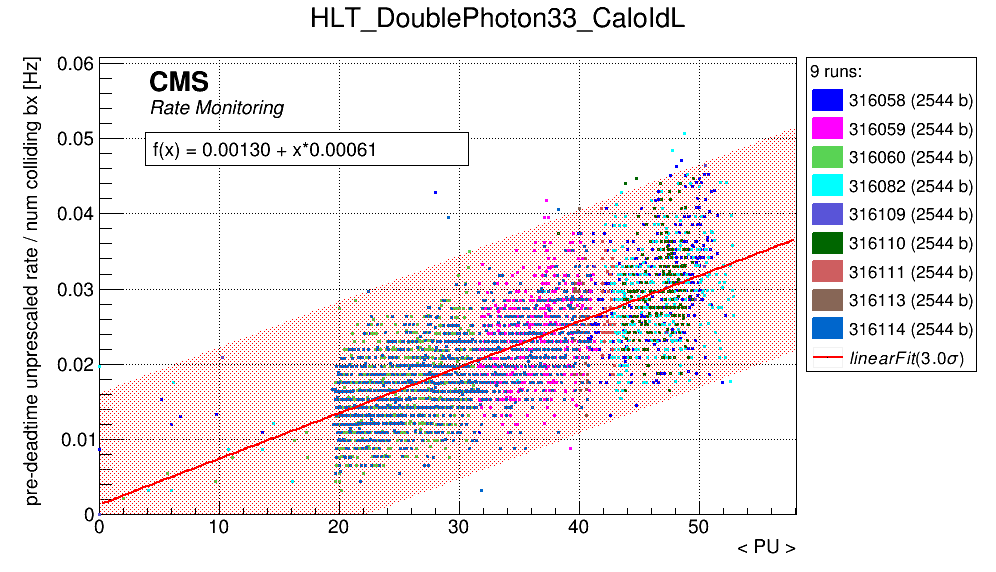 HLT_DoublePhoton33_CaloIdL
pre-deadtime unprescaled rate / num colliding bx [Hz]
0.06
0.05
0.04
0.03
0.02
0.01
0
CMS
Rate Monitoring
f(x) = 0.00130 + x*0.00061
0 10 20 30 40 50
< PU >
9 runs:
316058 (2544 b)
316059 (2544 b)
316060 (2544 b)
316082 (2544 b)
316109 (2544 b)
316110 (2544 b)
316111 (2544 b)
316113 (2544 b)
316114 (2544 b)
linearFit(3.0σ)